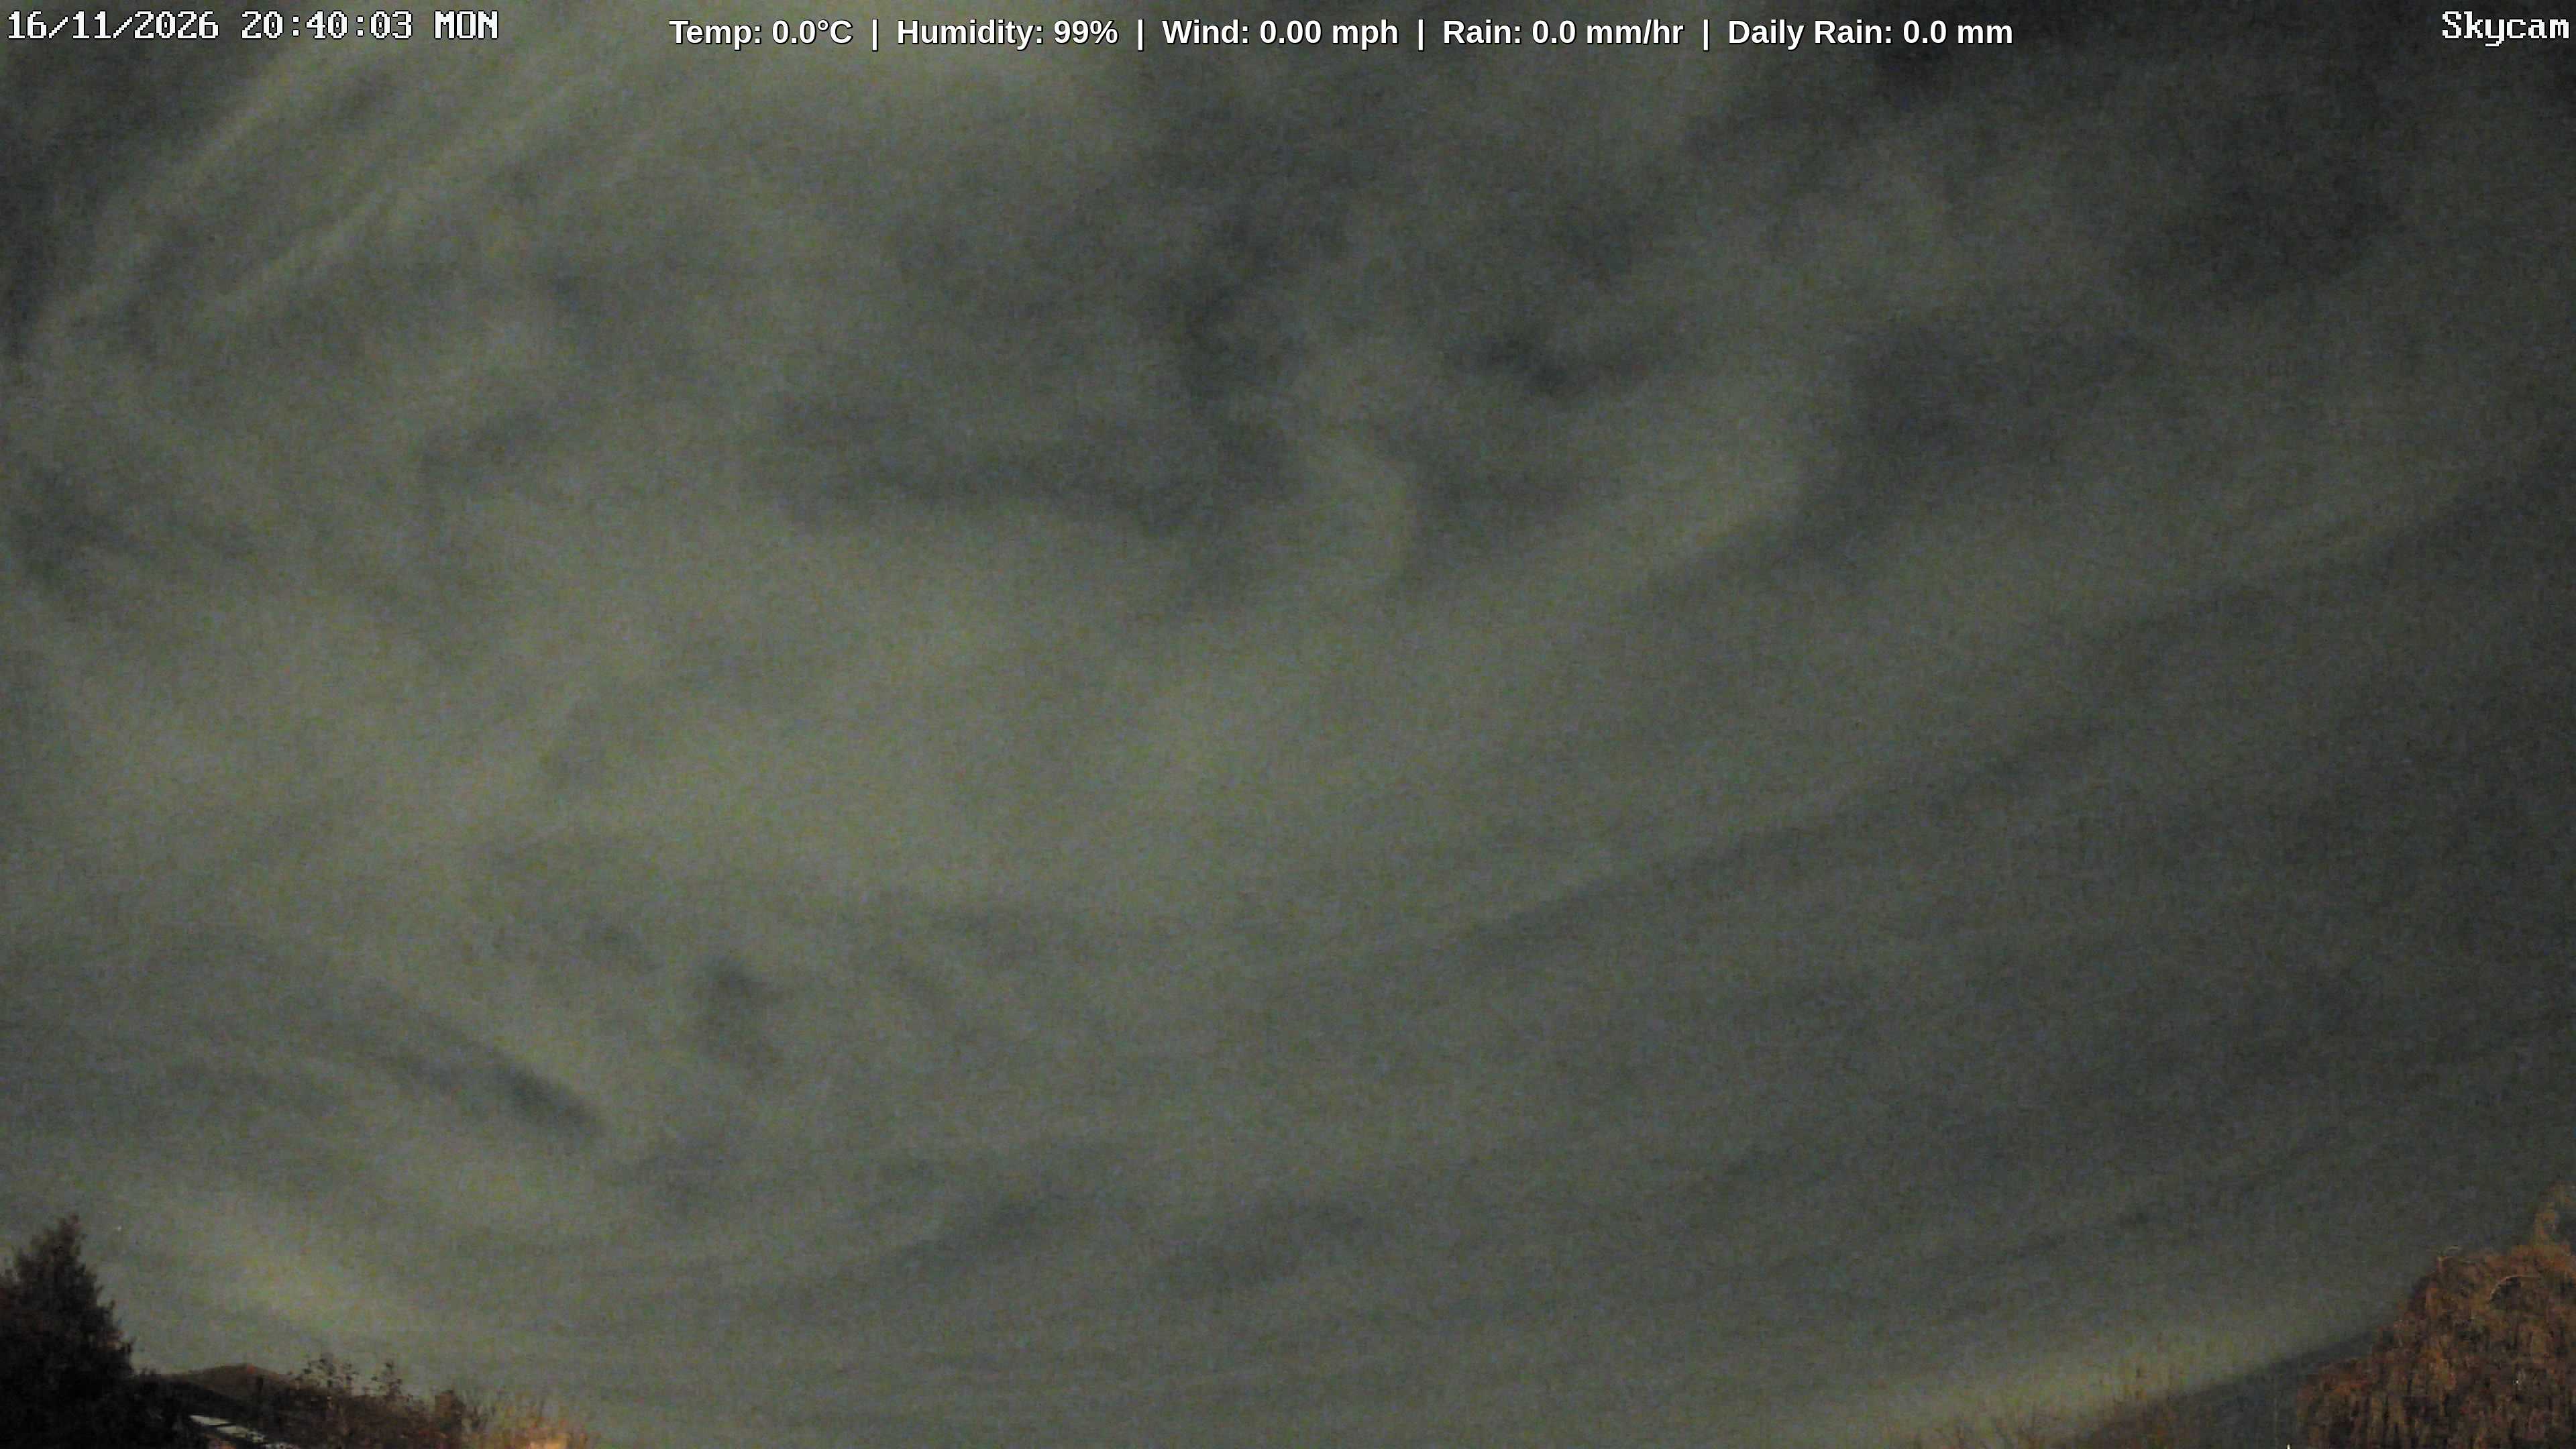 16/11/2026 20:40:03 MON
Temp: 0.0°C | Humidity: 99% | Wind: 0.00 mph | Rain: 0.0 mm/hr | Daily Rain: 0.0 mm
Skycam